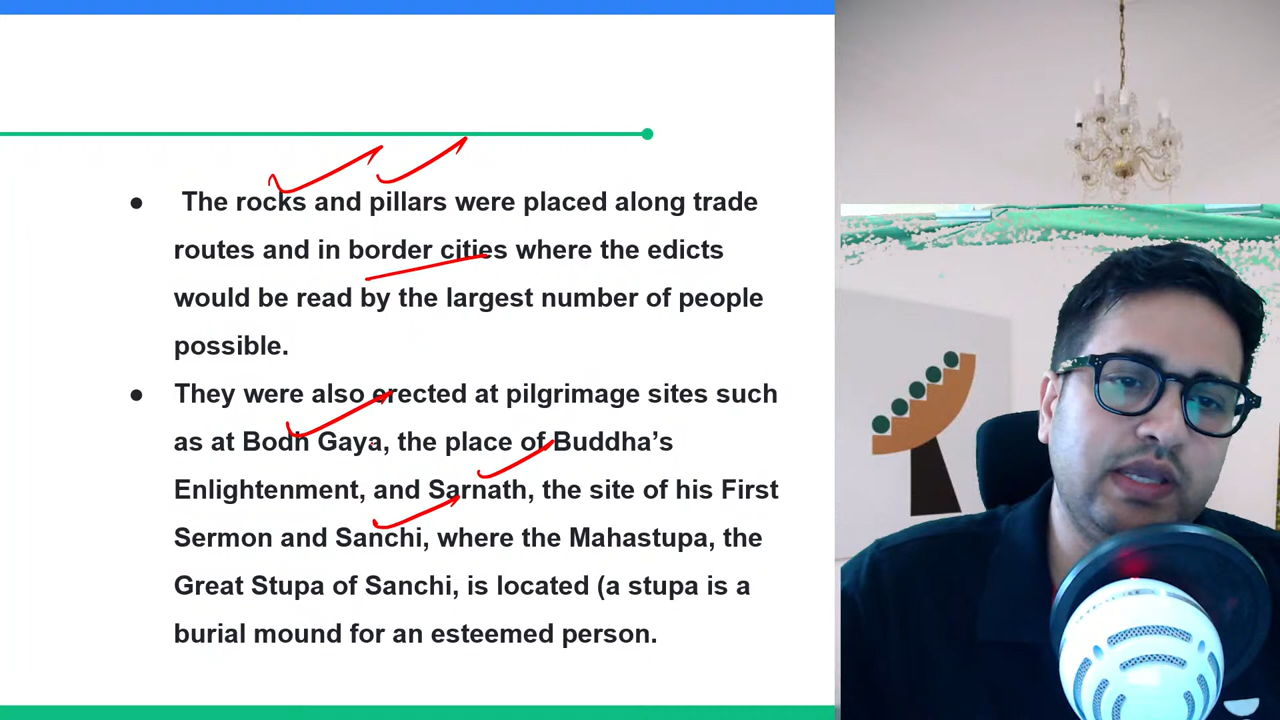 ● The rocks and pillars were placed along trade
routes and in border cities where the edicts
would be read by the largest number of people
possible.
● They were also erected at pilgrimage sites such
as at Bodh Gaya, the place of Buddha’s
Enlightenment, and Sarnath, the site of his First
Sermon and Sanchi, where the Mahastupa, the
Great Stupa of Sanchi, is located (a stupa is a
burial mound for an esteemed person.